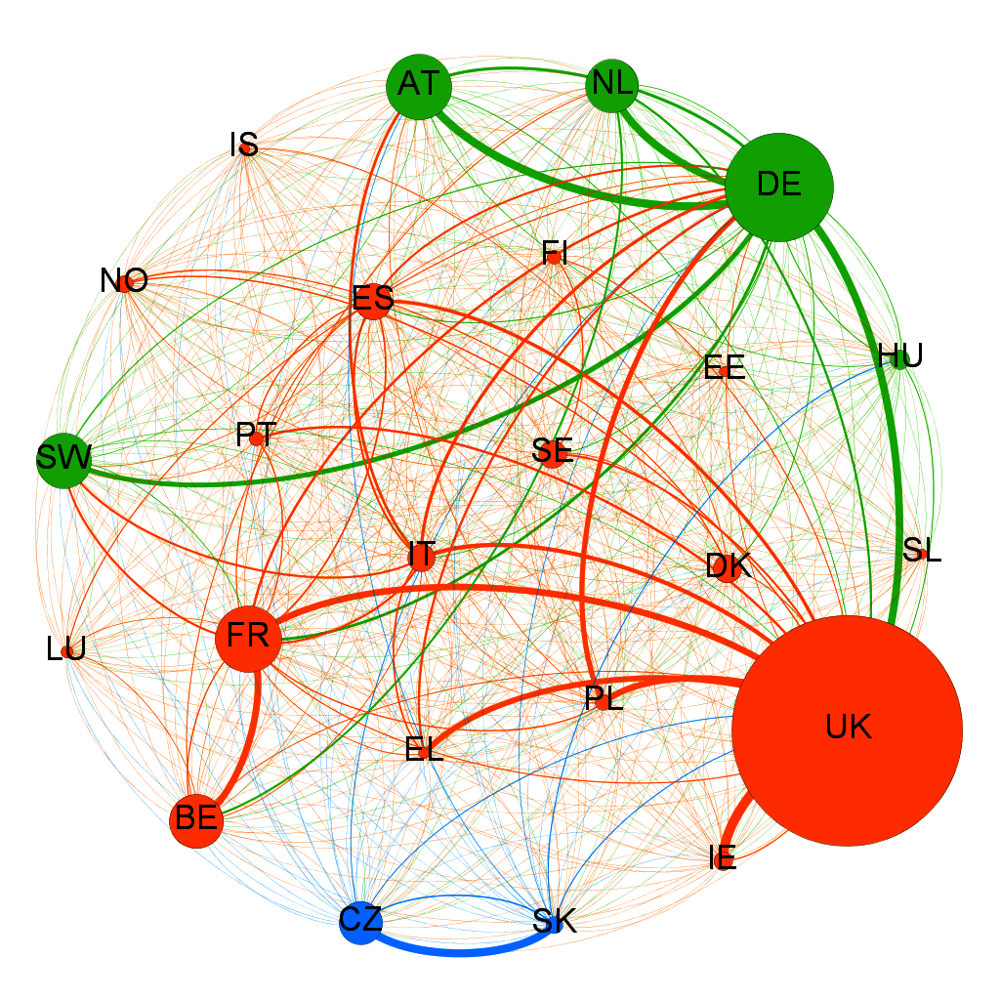 AT
NL
IS
DE
FI
NO
ES
HU
EE
PT
SE
SW
IT
SL
DK
FR
LU
PL
UK
EL
BE
IE
CZ
SK